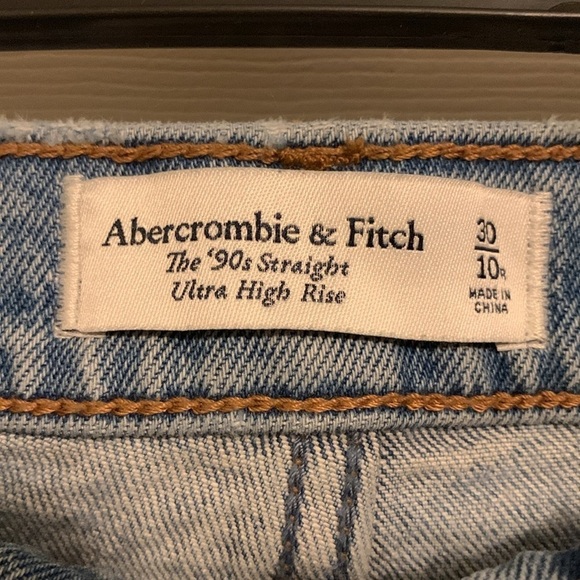 Abercrombie & Fitch
The '90s Straight
Ultra High Rise
30
10R
MADE IN
CHINA